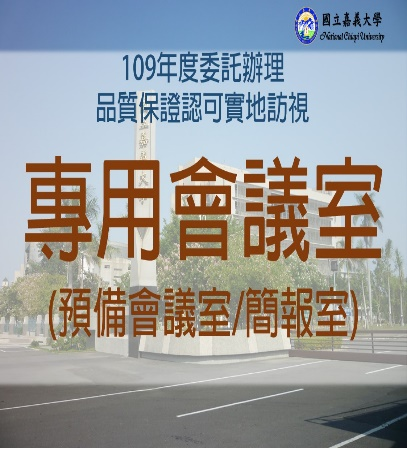 國立嘉義大學
National Chiayi University
109年度委託辦理
品質保證認可實地訪視
專用會議室
(預備會議室/簡報室)